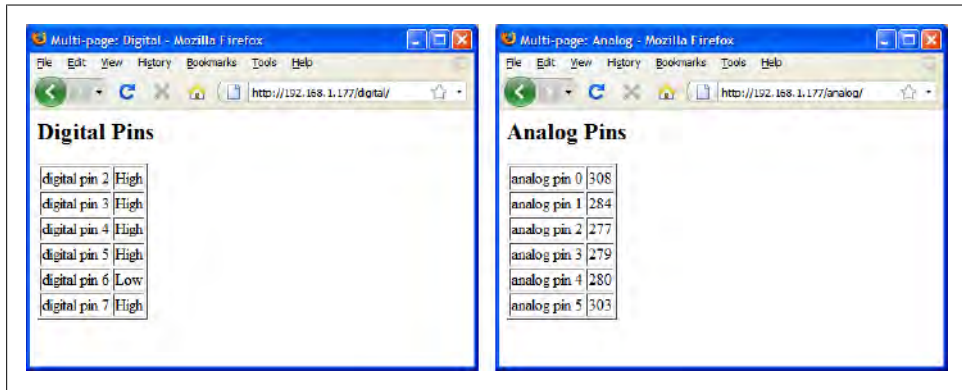 Multi-page: Digital - Mozilla Firefox
File Edit View History Bookmarks Tools Help
http://192.168.1.177/digital/
Digital Pins
digital pin 2 High
digital pin 3 High
digital pin 4 High
digital pin 5 High
digital pin 6 Low
digital pin 7 High
Multi-page: Analog - Mozilla Firefox
File Edit View History Bookmarks Tools Help
http://192.168.1.177/analog/
Analog Pins
analog pin 0 308
analog pin 1 284
analog pin 2 277
analog pin 3 279
analog pin 4 280
analog pin 5 303